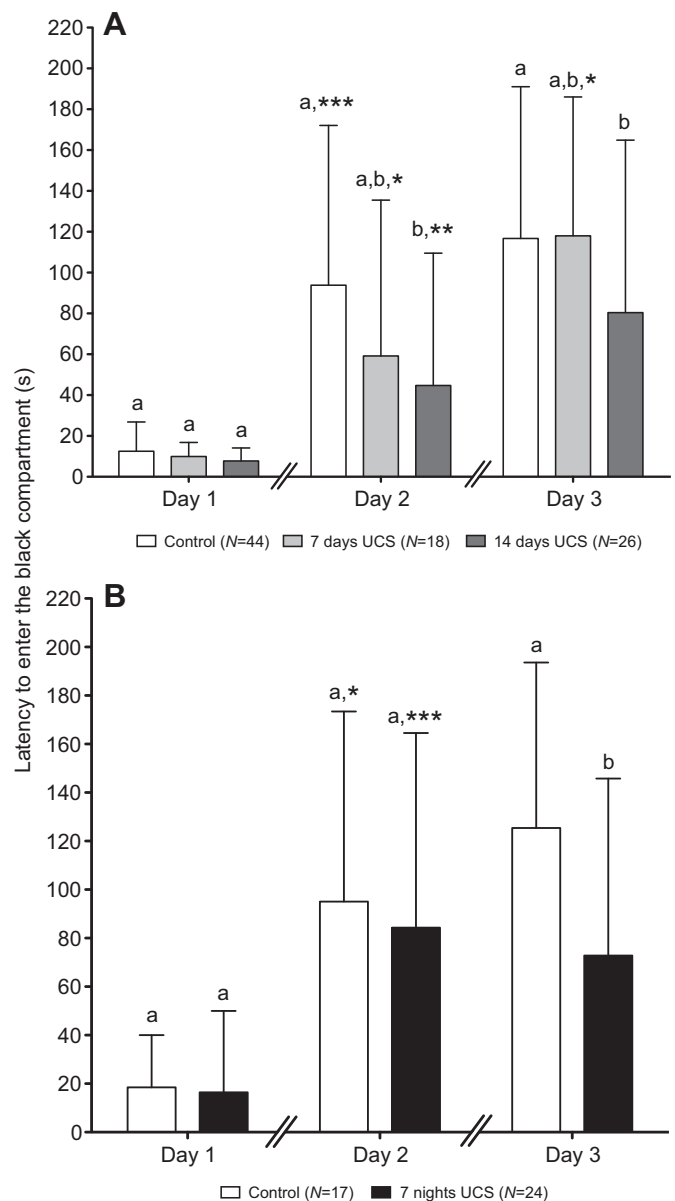 A
220
200
180
160
140
120
100
80
60
40
20
0
a a a
a,*** a,b,* b,**
a a,b,* b
Day 1 Day 2 Day 3
Control (N=44) 7 days UCS (N=18) 14 days UCS (N=26)
Latency to enter the black compartment (s)
B
220
200
180
160
140
120
100
80
60
40
20
0
a a
a,* a,***
a b
Day 1 Day 2 Day 3
Control (N=17) 7 nights UCS (N=24)